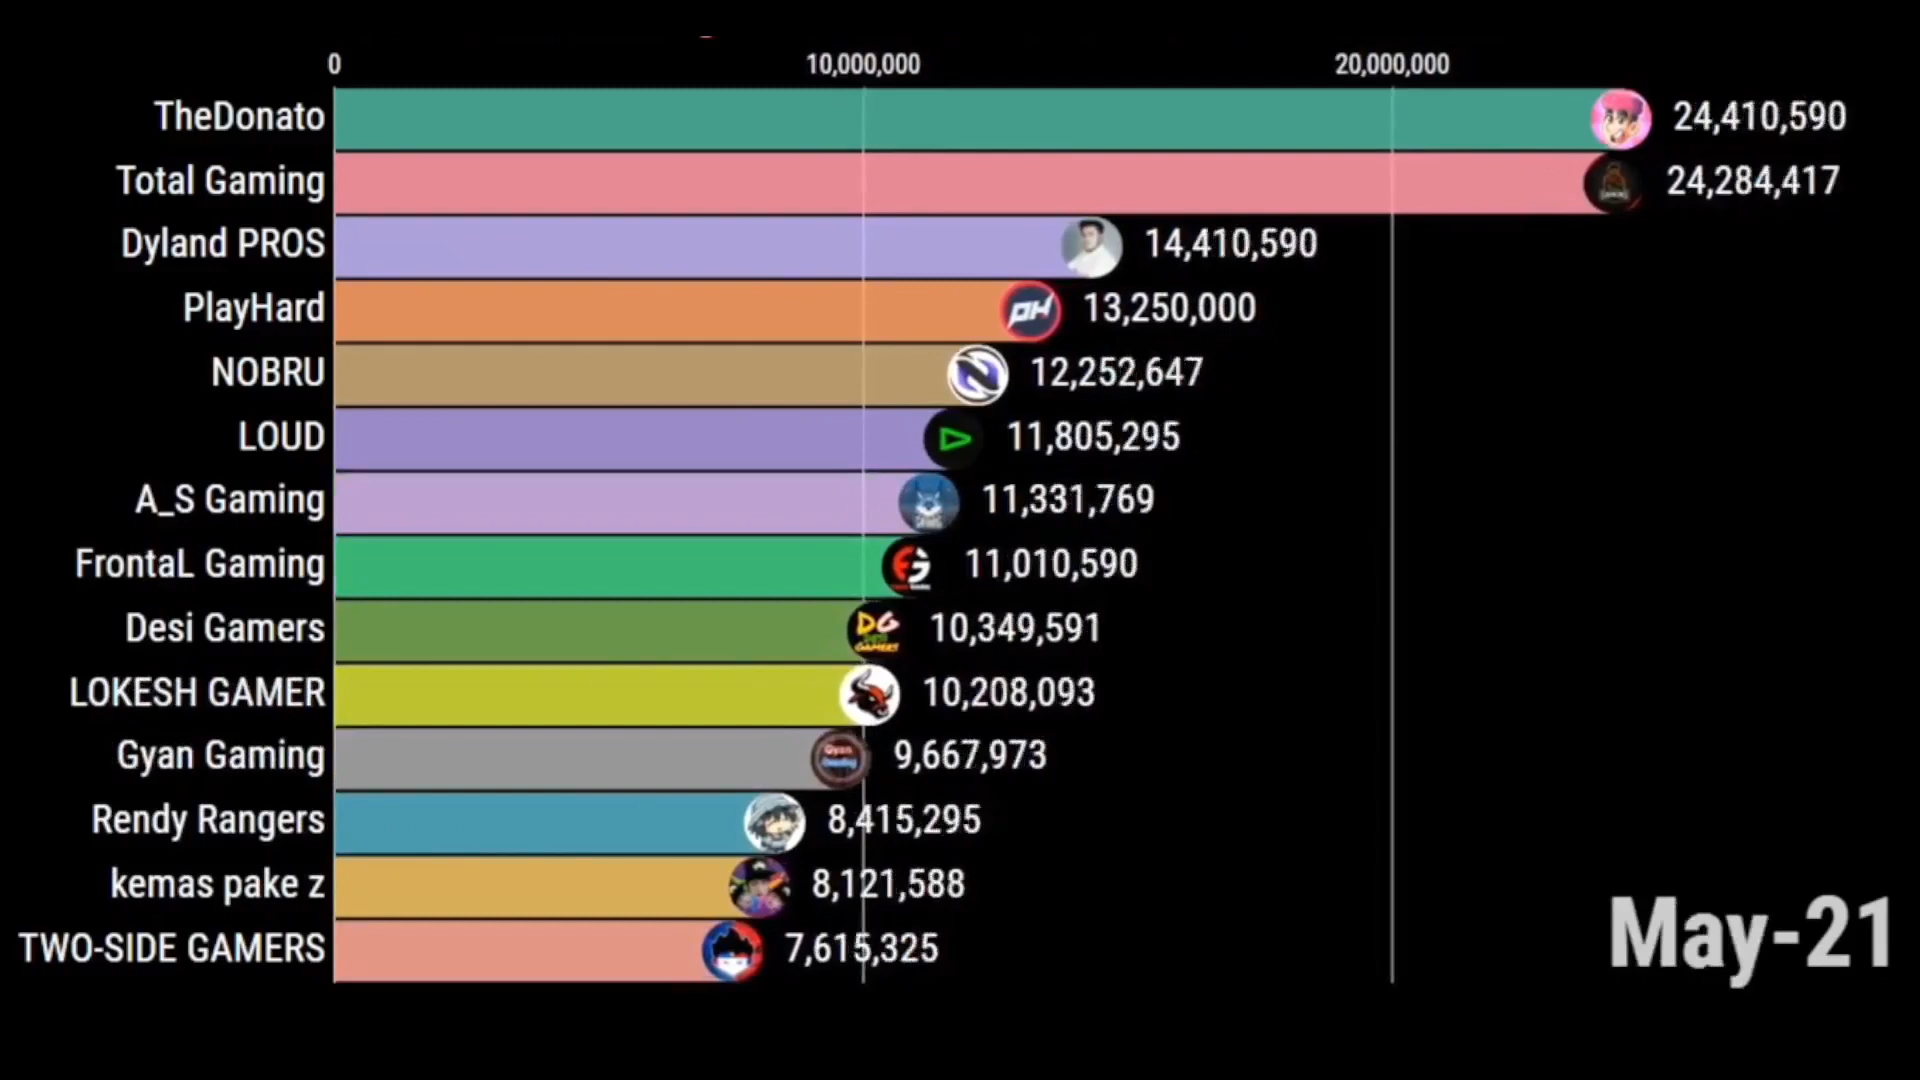 0 10,000,000 20,000,000
TheDonato 24,410,590
Total Gaming 24,284,417
Dyland PROS 14,410,590
PlayHard 13,250,000
NOBRU 12,252,647
LOUD 11,805,295
A_S Gaming 11,331,769
FrontaL Gaming 11,010,590
Desi Gamers DG GAMERS 10,349,591
LOKESH GAMER 10,208,093
Gyan Gaming Gyan Gaming 9,667,973
Rendy Rangers 8,415,295
kemas pake z 8,121,588
TWO-SIDE GAMERS 7,615,325
May-21